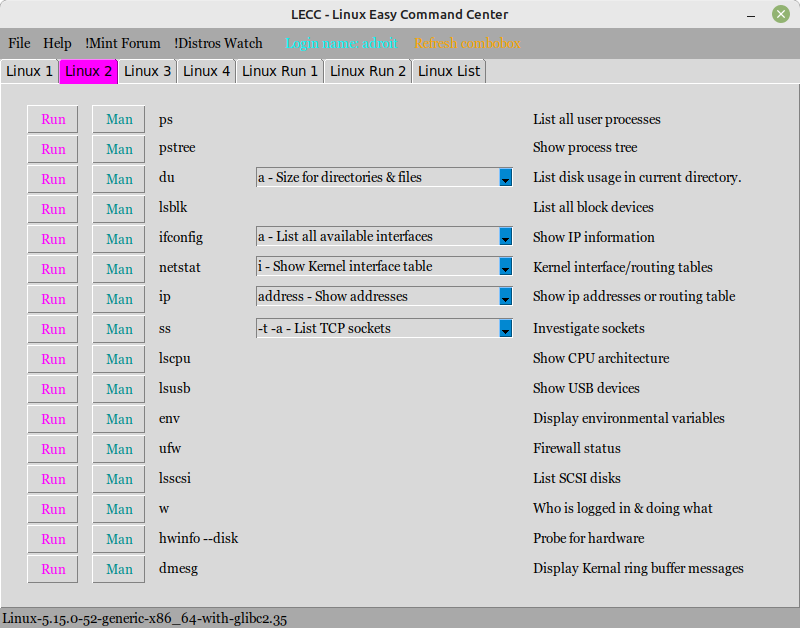 LECC - Linux Easy Command Center
File Help !Mint Forum !Distros Watch Login name: adroit Refresh combobox
Linux 1 Linux 2 Linux 3 Linux 4 Linux Run 1 Linux Run 2 Linux List
Run Man ps List all user processes
Run Man pstree Show process tree
Run Man du a - Size for directories & files List disk usage in current directory.
Run Man lsblk List all block devices
Run Man ifconfig a - List all available interfaces Show IP information
Run Man netstat i - Show Kernel interface table Kernel interface/routing tables
Run Man ip address - Show addresses Show ip addresses or routing table
Run Man ss -t -a - List TCP sockets Investigate sockets
Run Man lscpu Show CPU architecture
Run Man lsusb Show USB devices
Run Man env Display environmental variables
Run Man ufw Firewall status
Run Man lsscsi List SCSI disks
Run Man w Who is logged in & doing what
Run Man hwinfo --disk Probe for hardware
Run Man dmesg Display Kernal ring buffer messages
Linux-5.15.0-52-generic-x86_64-with-glibc2.35